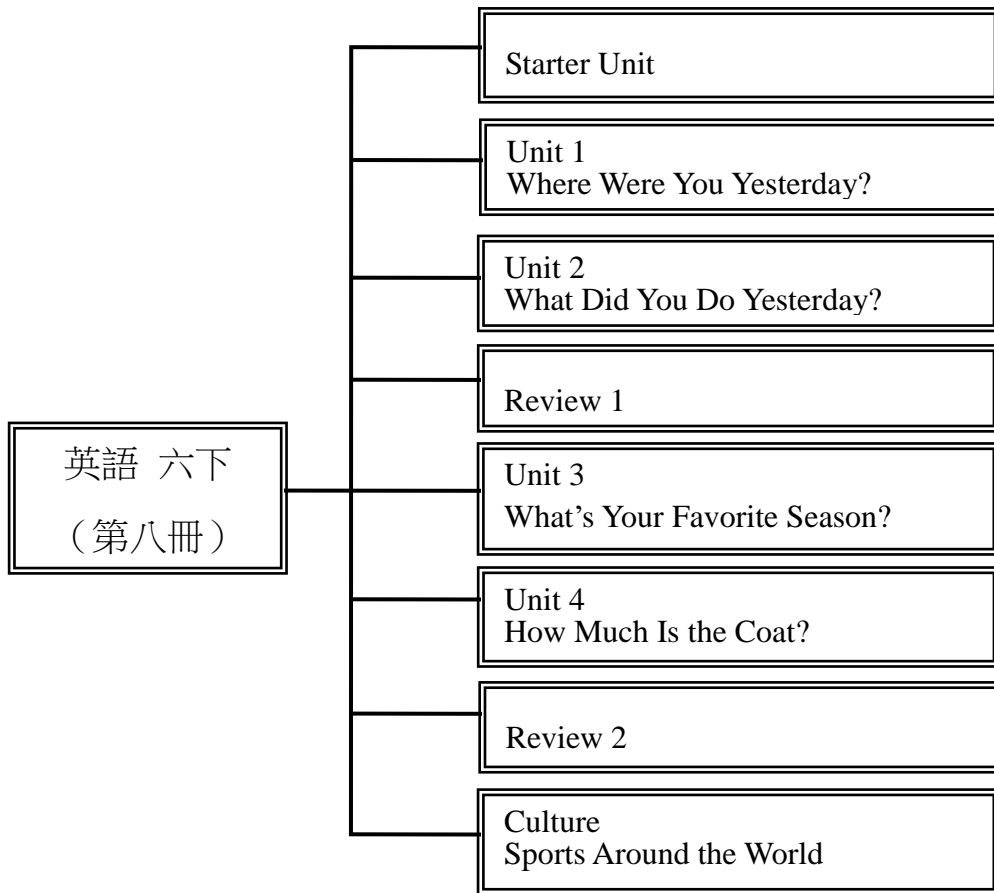 英語 六下
（第八冊）
Starter Unit
Unit 1
Where Were You Yesterday?
Unit 2
What Did You Do Yesterday?
Review 1
Unit 3
What’s Your Favorite Season?
Unit 4
How Much Is the Coat?
Review 2
Culture
Sports Around the World